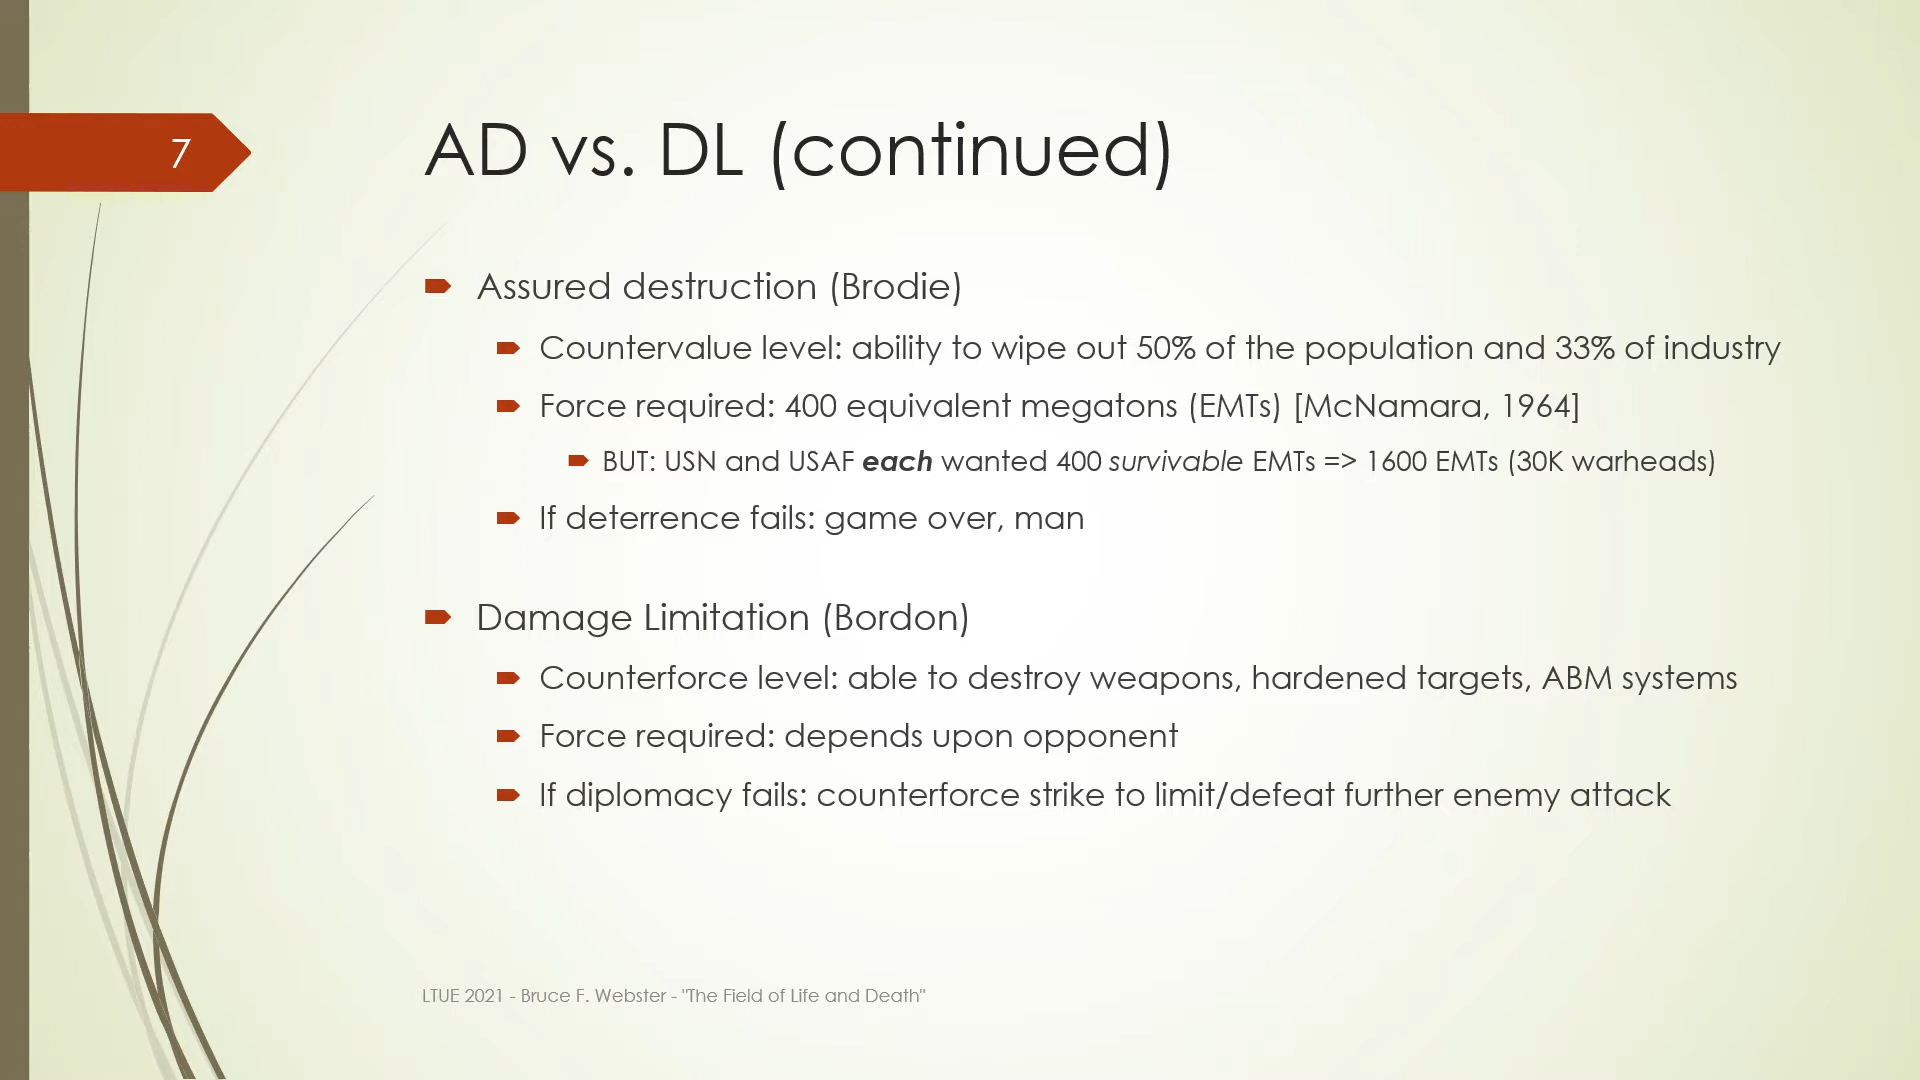 7
AD vs. DL (continued)
Assured destruction (Brodie)
Countervalue level: ability to wipe out 50% of the population and 33% of industry
Force required: 400 equivalent megatons (EMTs) [McNamara, 1964]
BUT: USN and USAF each wanted 400 survivable EMTs => 1600 EMTs (30K warheads)
If deterrence fails: game over, man
Damage Limitation (Bordon)
Counterforce level: able to destroy weapons, hardened targets, ABM systems
Force required: depends upon opponent
If diplomacy fails: counterforce strike to limit/defeat further enemy attack
LTUE 2021 - Bruce F. Webster - "The Field of Life and Death"